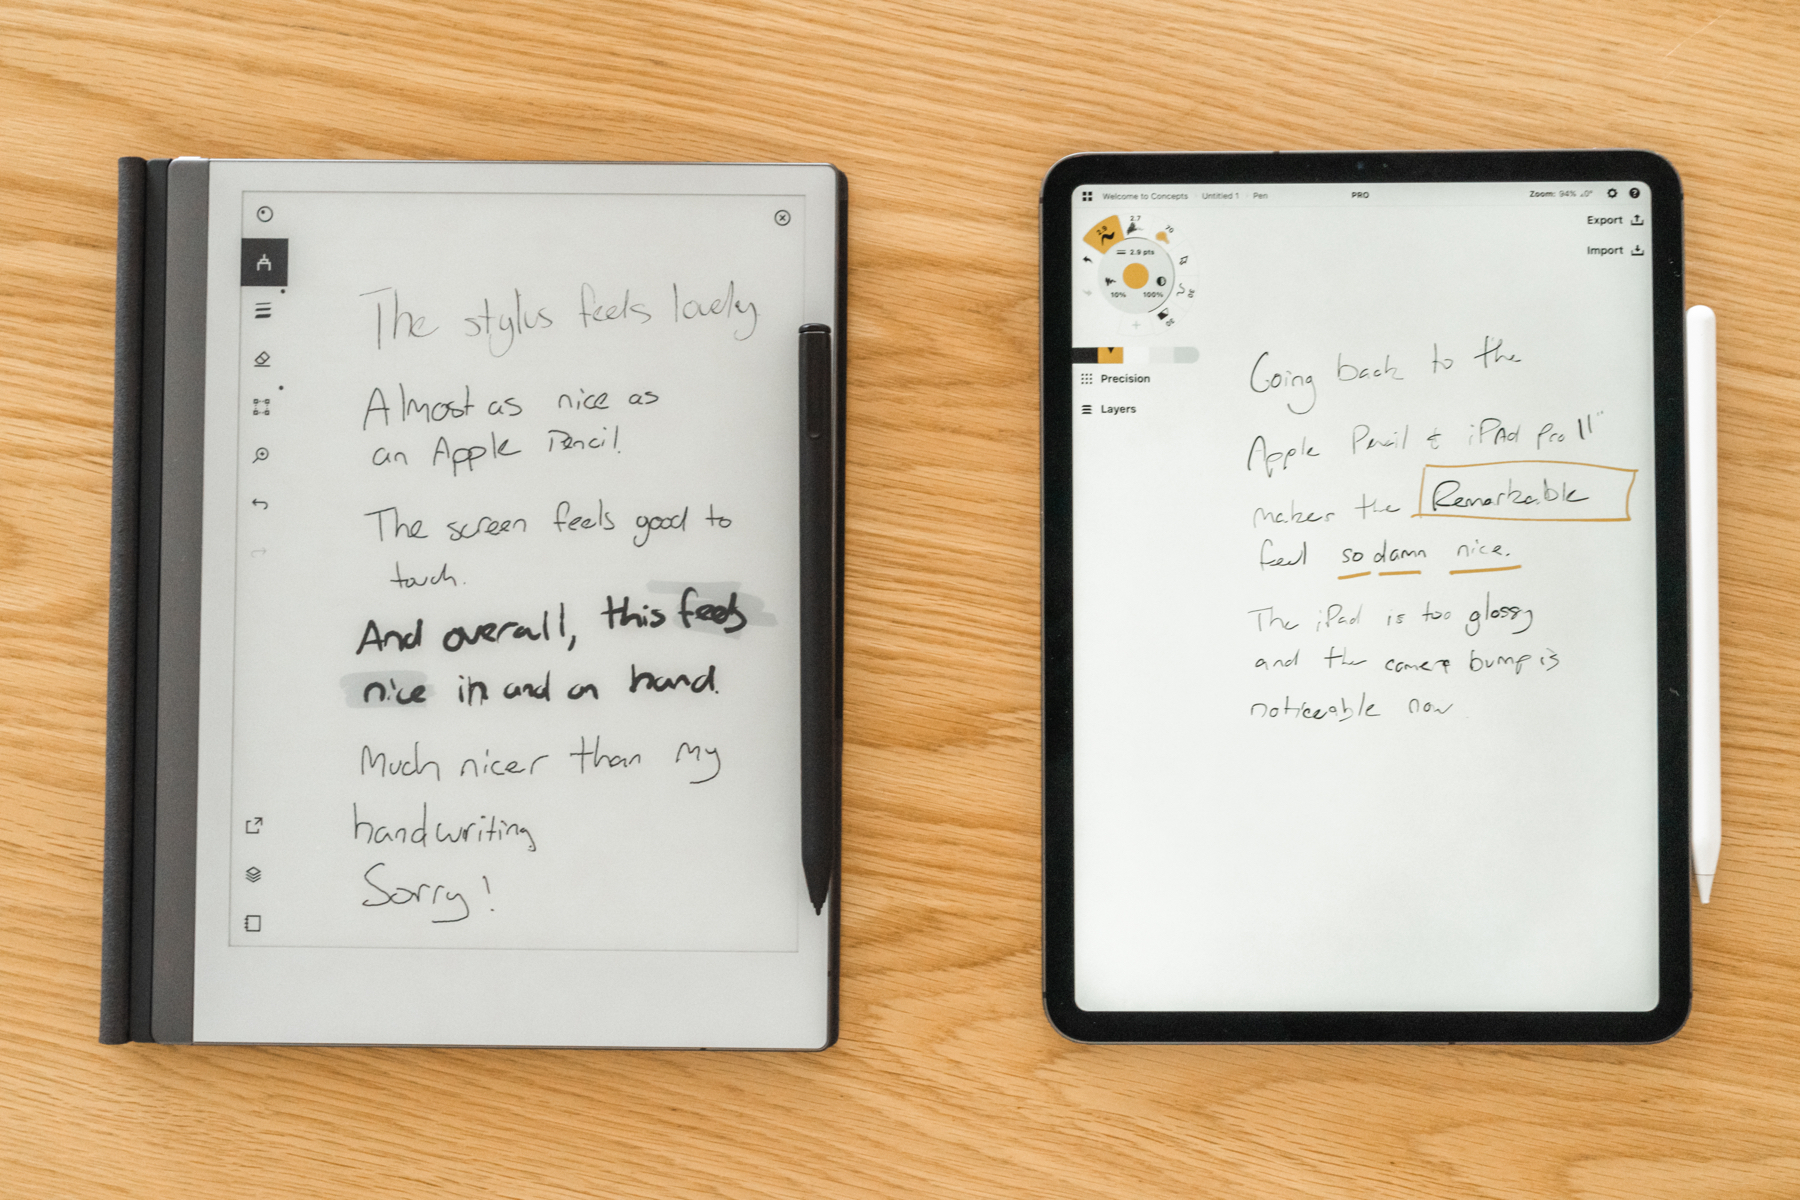 The stylus feels lovely
Almost as nice as
an Apple Pencil.
The screen feels good to
touch.
And overall, this feels
nice in and on hand.
Much nicer than my
handwriting
Sorry!
Welcome to Concepts Untitled 1 Pen
PRO
Zoom: 94% 0°
Export
Import
2.9
2.7
70
2.9 pts
10% 100%
Precision
Layers
Going back to the
Apple Pencil & iPAd Pro 11"
makes the Remarkable
feel so damn nice.
The iPad is too glossy
and the camera bump is
noticeable now